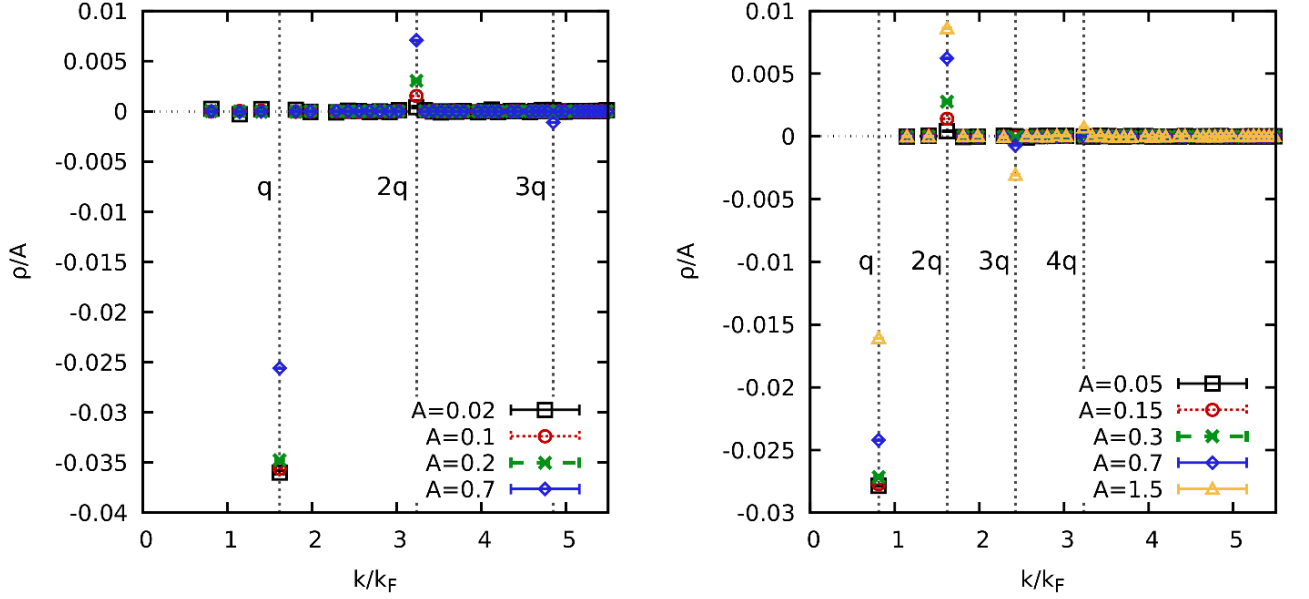 0.01
0.005
0
-0.005
-0.01
-0.015
-0.02
-0.025
-0.03
-0.035
-0.04
ρ/A
q
2q
3q
A=0.02
A=0.1
A=0.2
A=0.7
0 1 2 3 4 5
k/kF
0.01
0.005
0
-0.005
-0.01
-0.015
-0.02
-0.025
-0.03
ρ/A
q
2q
3q
4q
A=0.05
A=0.15
A=0.3
A=0.7
A=1.5
0 1 2 3 4 5
k/kF